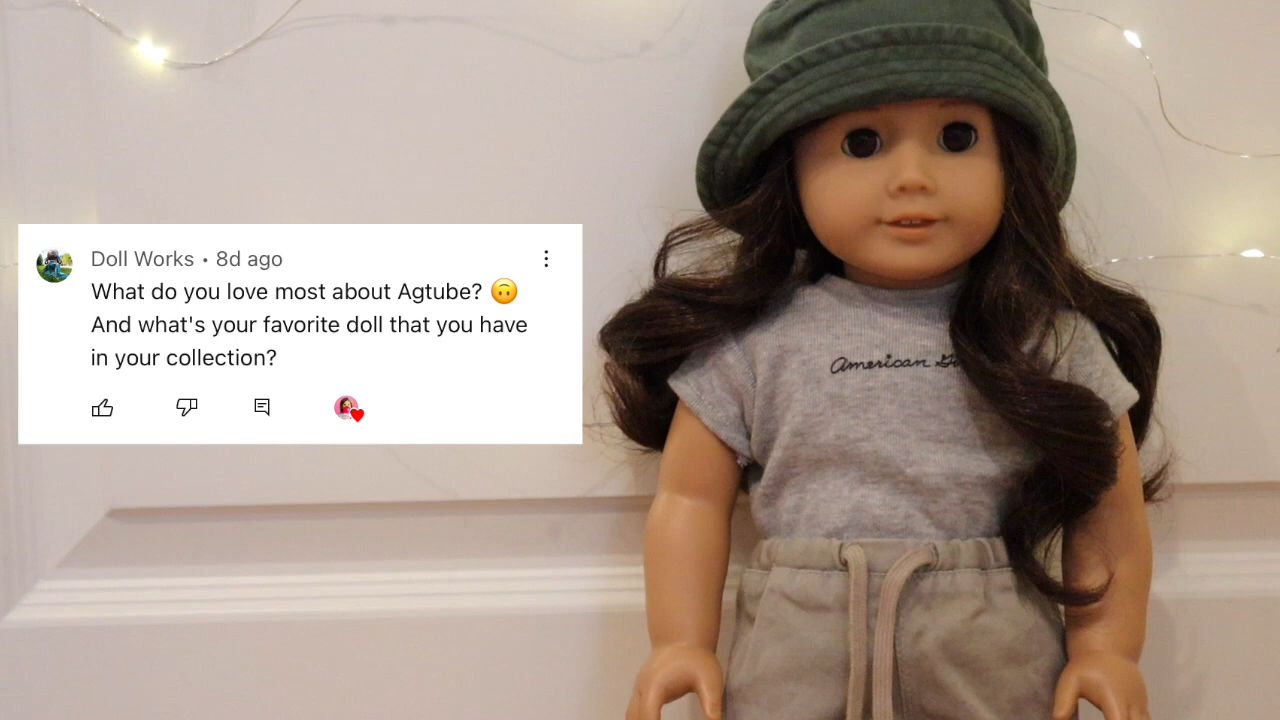 Doll Works • 8d ago
What do you love most about Agtube? 🙃
And what's your favorite doll that you have
in your collection?
American